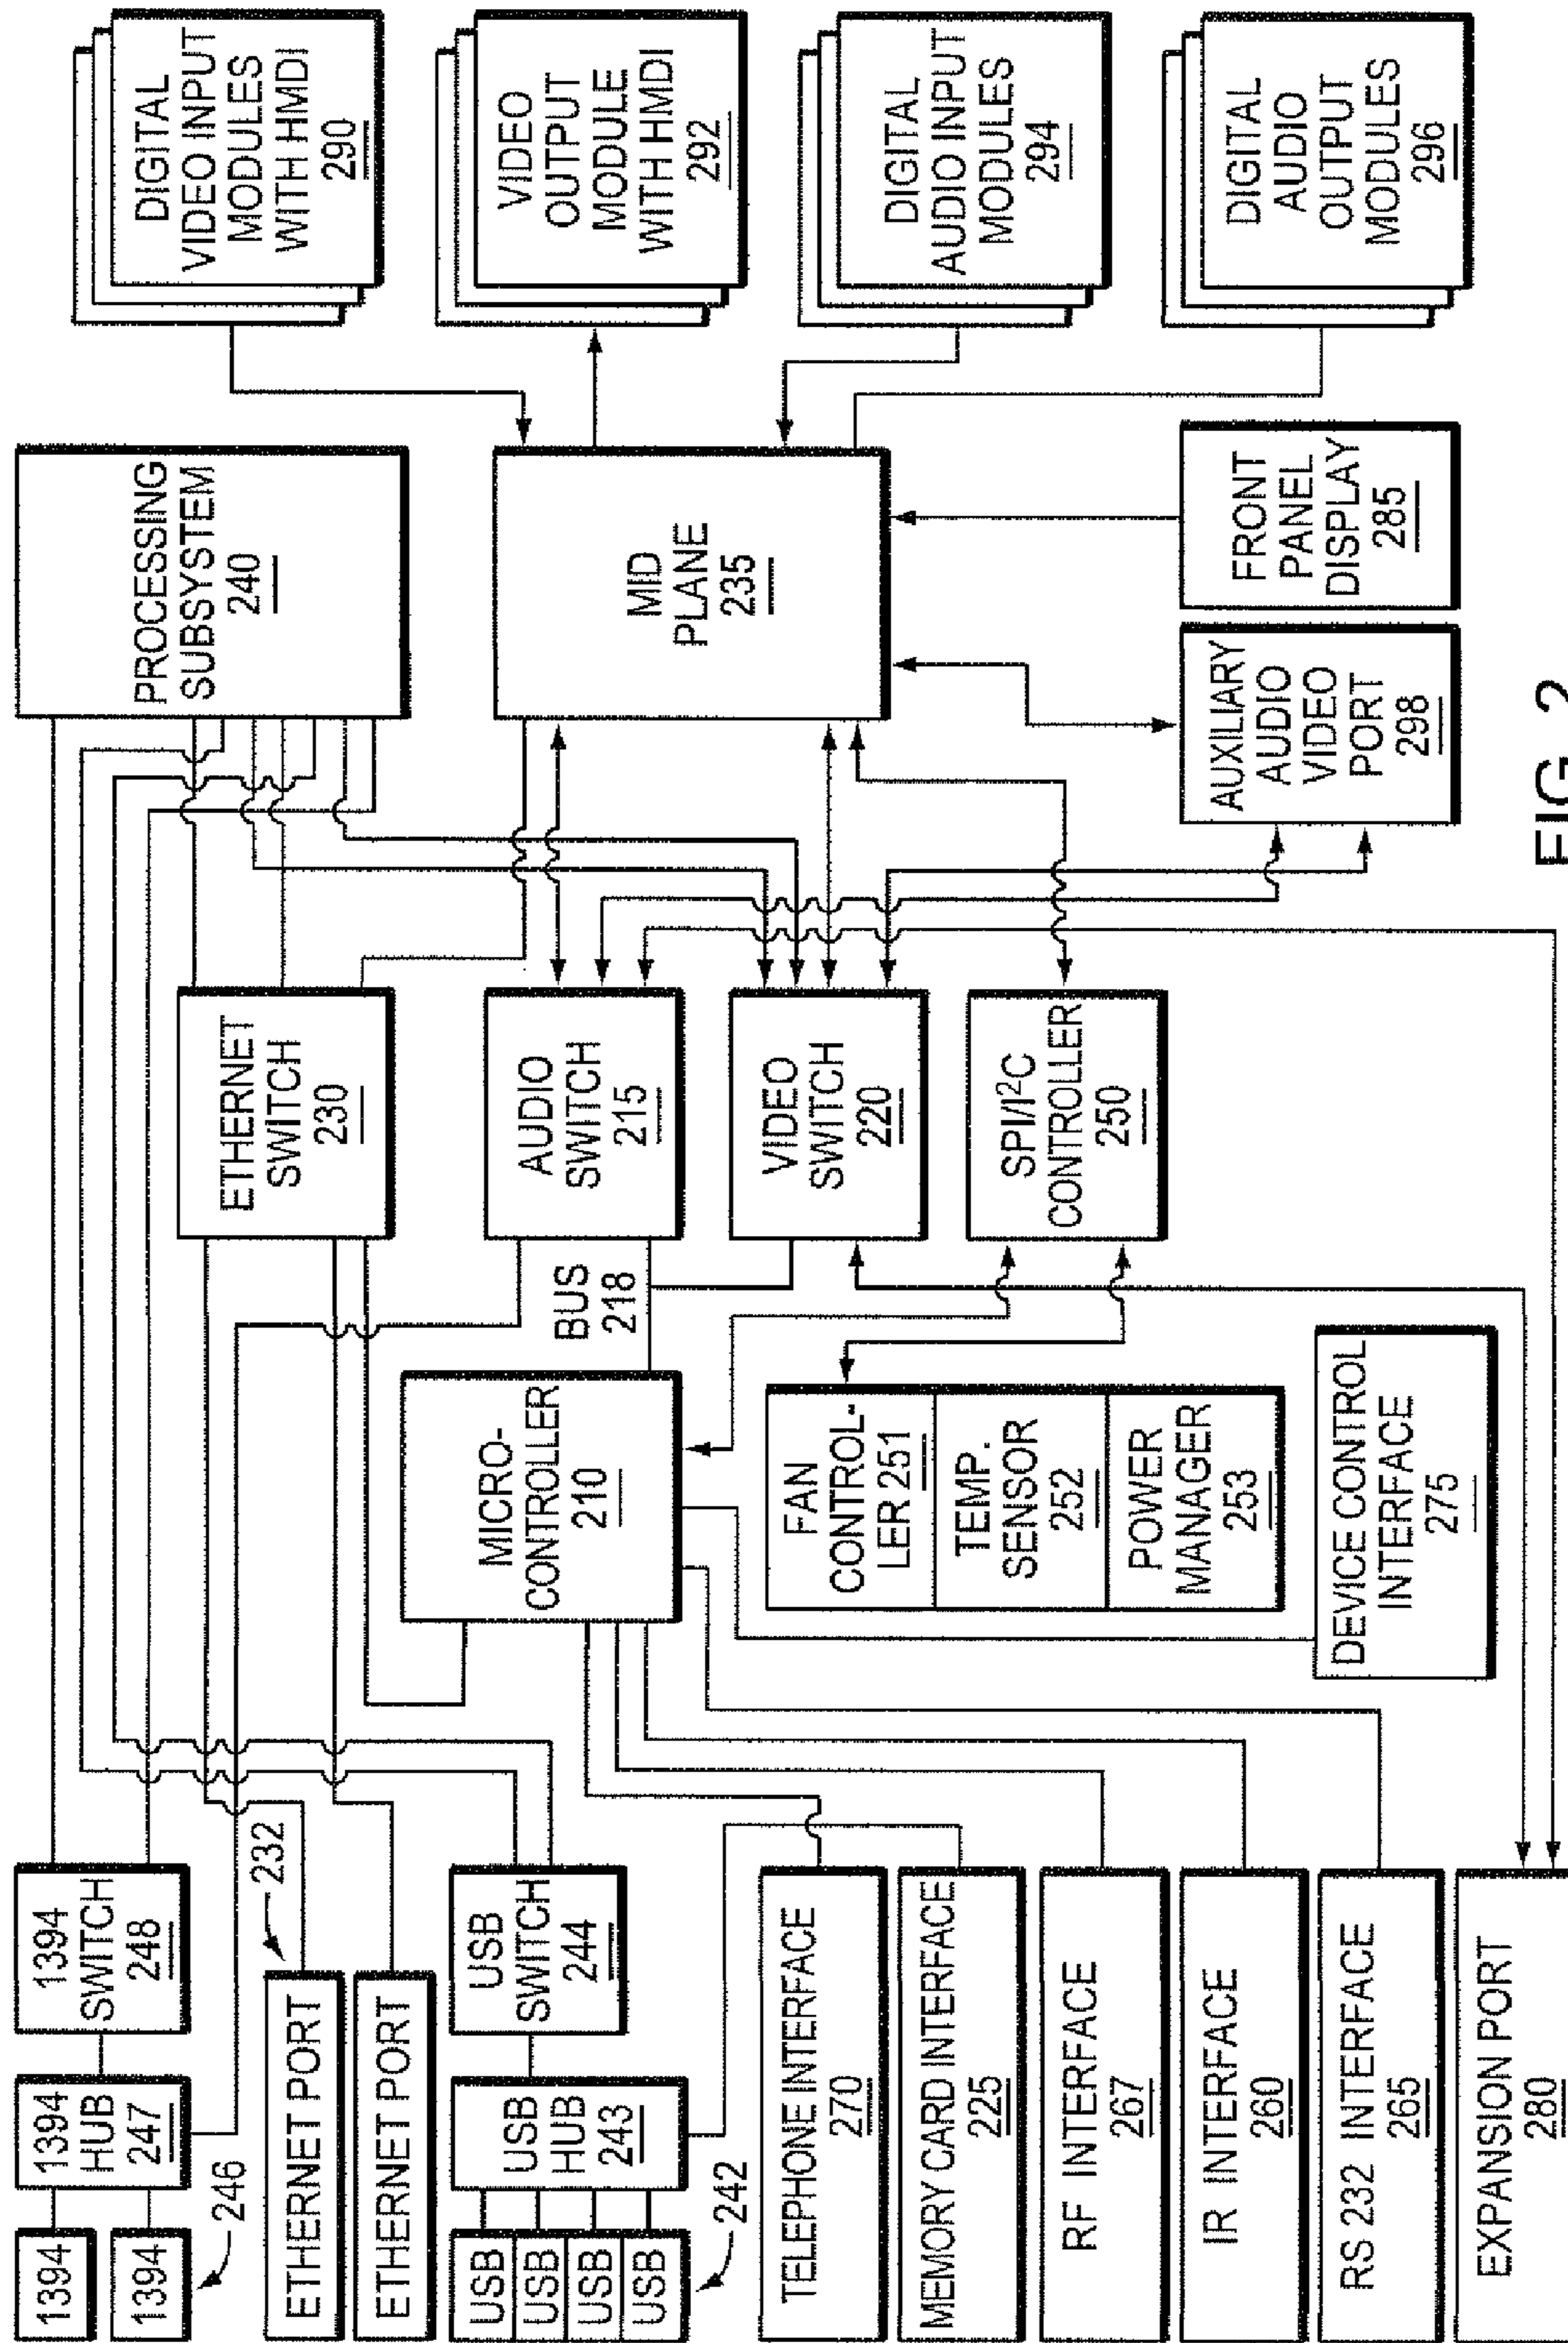 1394
1394
246
1394
HUB
247
1394
SWITCH
248
ETHERNET PORT
ETHERNET PORT
232
USB
USB
USB
USB
242
USB
HUB
243
USB
SWITCH
244
TELEPHONE INTERFACE
270
MEMORY CARD INTERFACE
225
RF INTERFACE
267
IR INTERFACE
260
RS 232 INTERFACE
265
EXPANSION PORT
280
MICRO-
CONTROLLER
210
BUS
218
FAN
CONTROL-
LER 251
TEMP.
SENSOR
252
POWER
MANAGER
253
DEVICE CONTROL
INTERFACE
275
ETHERNET
SWITCH
230
AUDIO
SWITCH
215
VIDEO
SWITCH
220
SPI/I²C
CONTROLLER
250
PROCESSING
SUBSYSTEM
240
MID
PLANE
235
AUXILIARY
AUDIO
VIDEO
PORT
298
FRONT
PANEL
DISPLAY
285
DIGITAL
VIDEO INPUT
MODULES
WITH HMDI
290
VIDEO
OUTPUT
MODULE
WITH HMDI
292
DIGITAL
AUDIO INPUT
MODULES
294
DIGITAL
AUDIO
OUTPUT
MODULES
296
FIG. 2